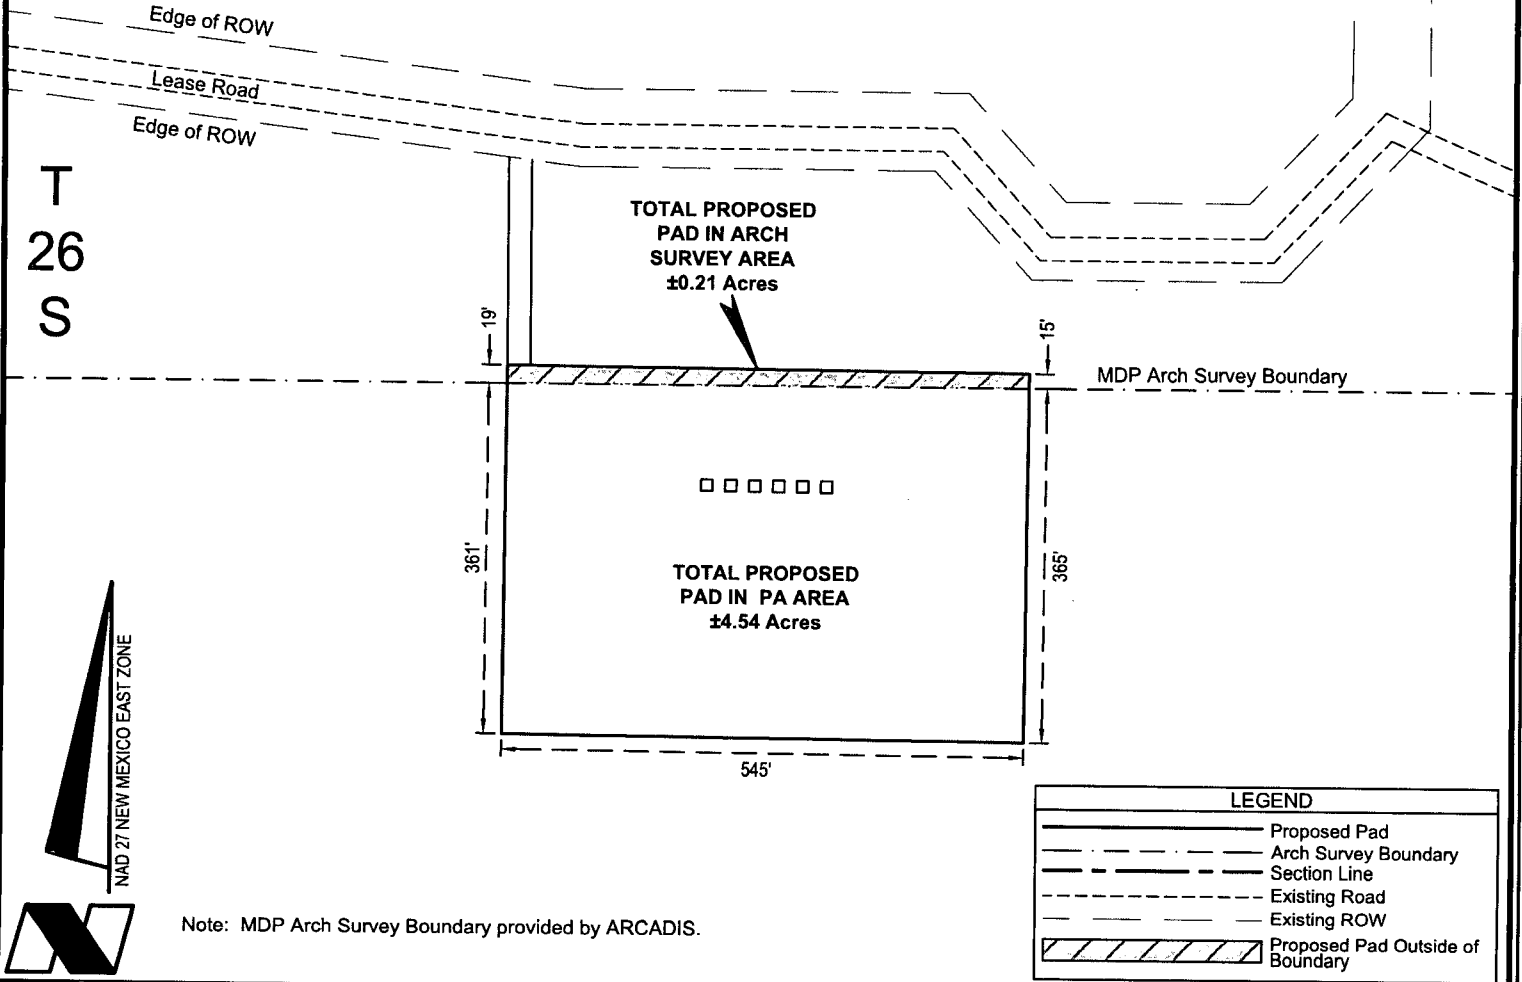 Edge of ROW
Lease Road
Edge of ROW
T
26
S
TOTAL PROPOSED
PAD IN ARCH
SURVEY AREA
±0.21 Acres
19'
15'
MDP Arch Survey Boundary
361'
365'
TOTAL PROPOSED
PAD IN PA AREA
±4.54 Acres
545'
NAD 27 NEW MEXICO EAST ZONE
Note: MDP Arch Survey Boundary provided by ARCADIS.
LEGEND
Proposed Pad
Arch Survey Boundary
Section Line
Existing Road
Existing ROW
Proposed Pad Outside of
Boundary